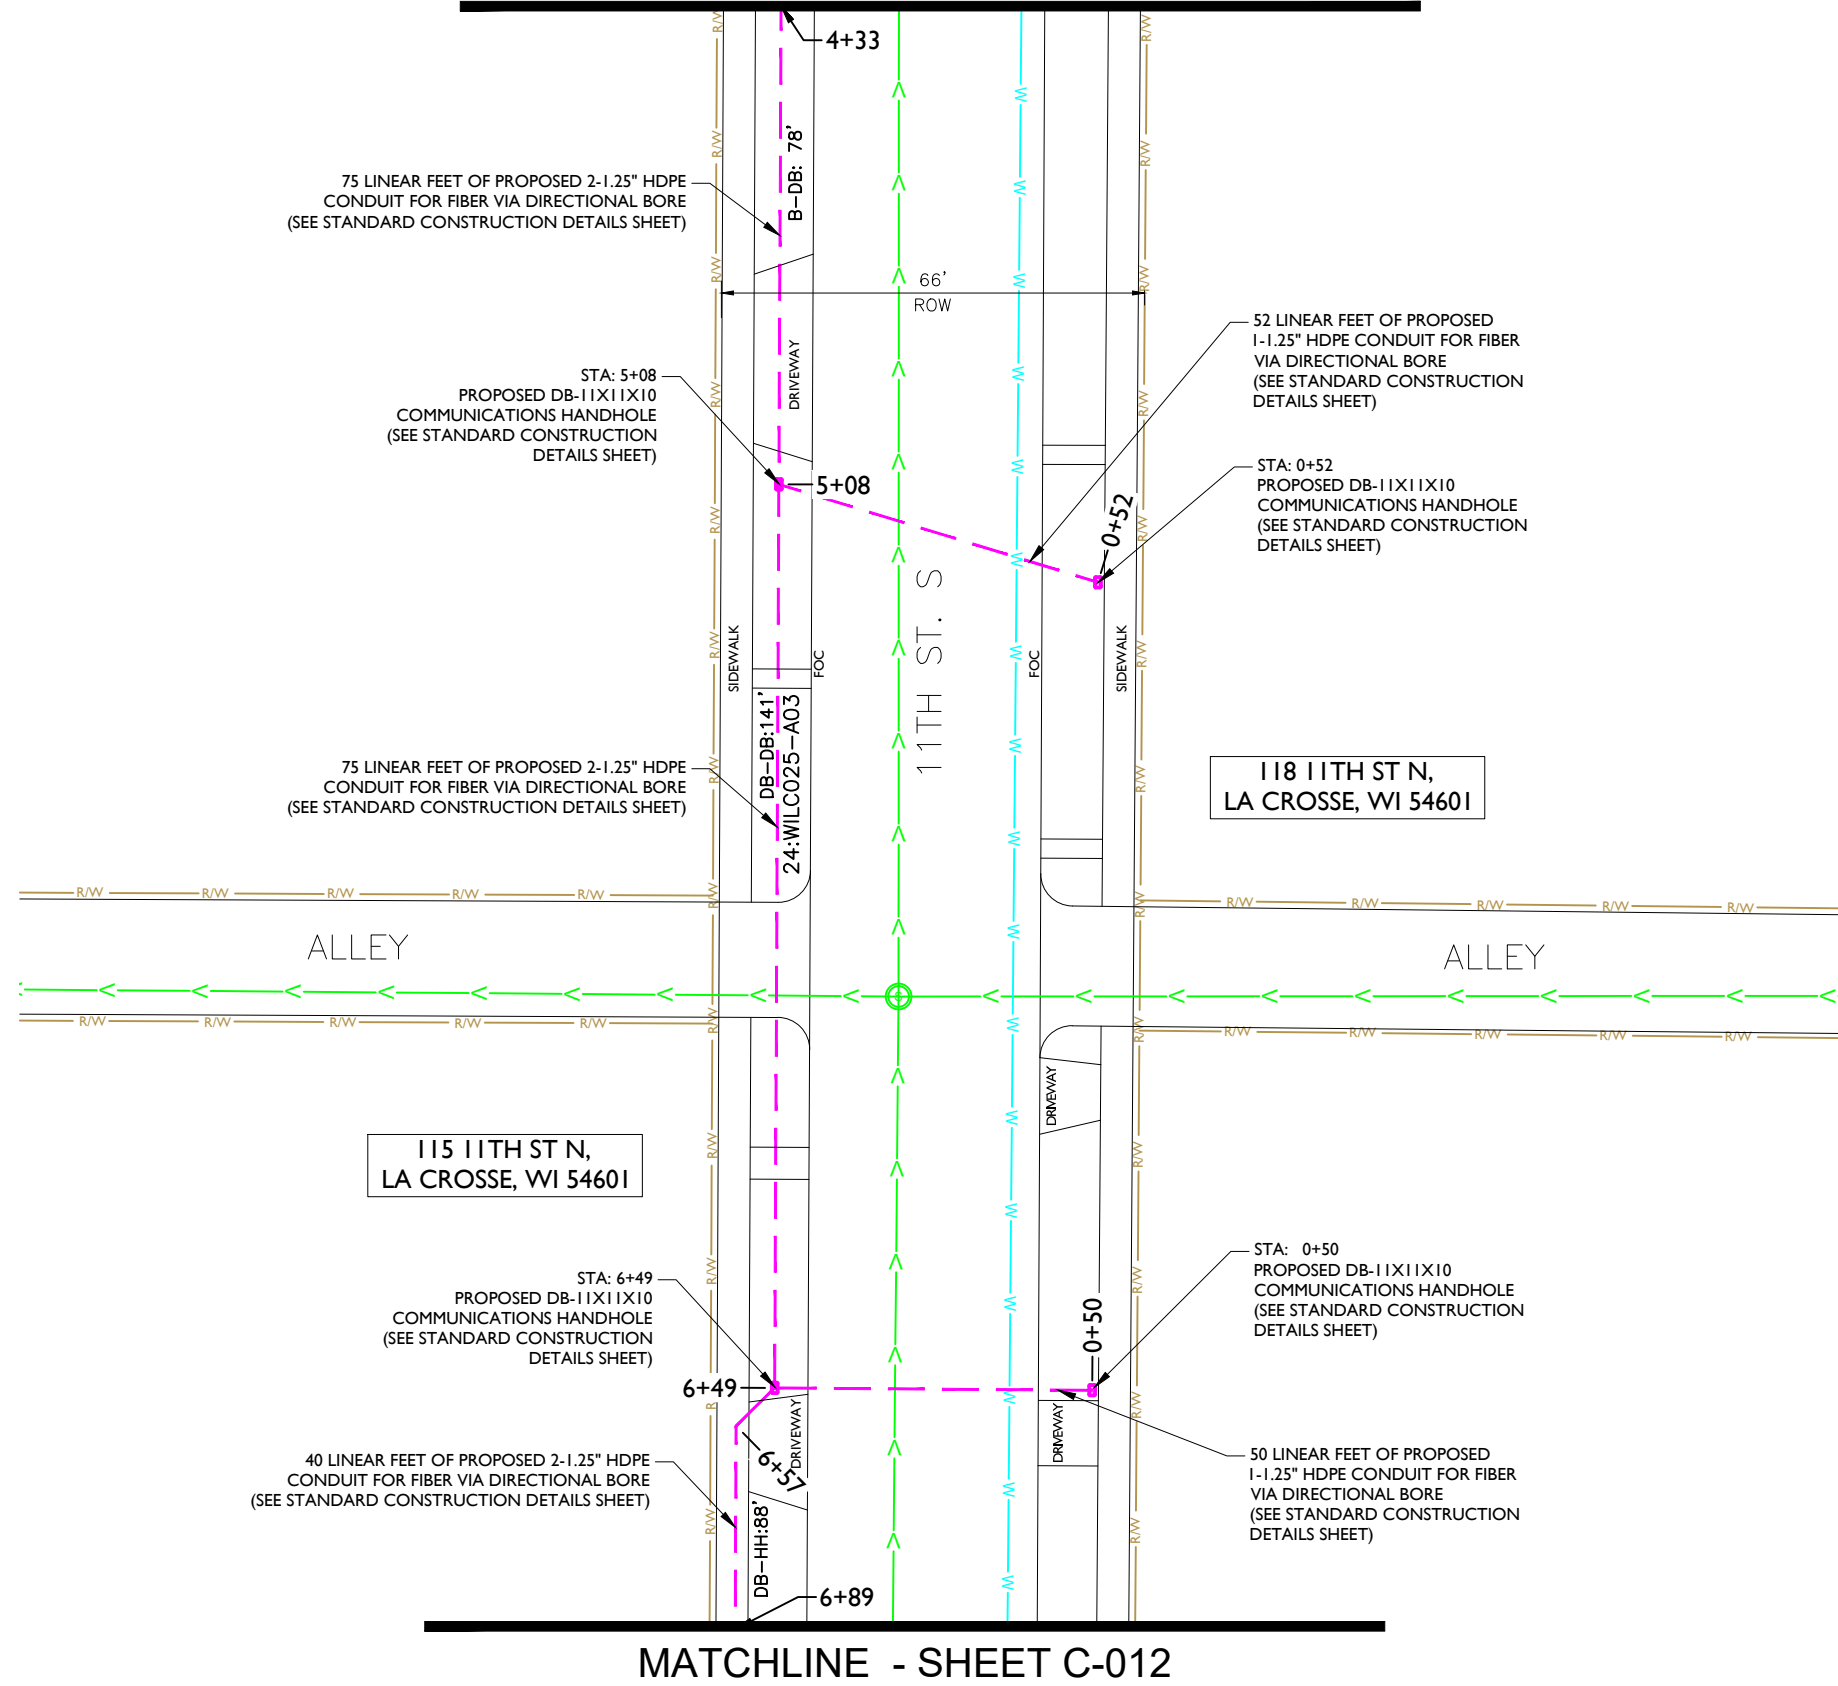 4+33
B-DB: 78'
75 LINEAR FEET OF PROPOSED 2-1.25" HDPE
CONDUIT FOR FIBER VIA DIRECTIONAL BORE
(SEE STANDARD CONSTRUCTION DETAILS SHEET)
66'
ROW
52 LINEAR FEET OF PROPOSED
1-1.25" HDPE CONDUIT FOR FIBER
VIA DIRECTIONAL BORE
(SEE STANDARD CONSTRUCTION
DETAILS SHEET)
DRIVEWAY
STA: 5+08
PROPOSED DB-11X11X10
COMMUNICATIONS HANDHOLE
(SEE STANDARD CONSTRUCTION
DETAILS SHEET)
5+08
STA: 0+52
PROPOSED DB-11X11X10
COMMUNICATIONS HANDHOLE
(SEE STANDARD CONSTRUCTION
DETAILS SHEET)
0+52
11TH ST. S
SIDEWALK
FOC
FOC
SIDEWALK
DB-DB:141'
24:WILC025-A03
75 LINEAR FEET OF PROPOSED 2-1.25" HDPE
CONDUIT FOR FIBER VIA DIRECTIONAL BORE
(SEE STANDARD CONSTRUCTION DETAILS SHEET)
118 11TH ST N,
LA CROSSE, WI 54601
R/W R/W R/W R/W R/W
R/W R/W R/W R/W R/W
ALLEY
ALLEY
R/W R/W R/W R/W R/W
R/W R/W R/W R/W R/W
DRIVEWAY
115 11TH ST N,
LA CROSSE, WI 54601
STA: 6+49
PROPOSED DB-11X11X10
COMMUNICATIONS HANDHOLE
(SEE STANDARD CONSTRUCTION
DETAILS SHEET)
6+49
STA: 0+50
PROPOSED DB-11X11X10
COMMUNICATIONS HANDHOLE
(SEE STANDARD CONSTRUCTION
DETAILS SHEET)
0+50
DRIVEWAY
DRIVEWAY
6+57
40 LINEAR FEET OF PROPOSED 2-1.25" HDPE
CONDUIT FOR FIBER VIA DIRECTIONAL BORE
(SEE STANDARD CONSTRUCTION DETAILS SHEET)
50 LINEAR FEET OF PROPOSED
1-1.25" HDPE CONDUIT FOR FIBER
VIA DIRECTIONAL BORE
(SEE STANDARD CONSTRUCTION
DETAILS SHEET)
DB-HH:88'
6+89
MATCHLINE - SHEET C-012